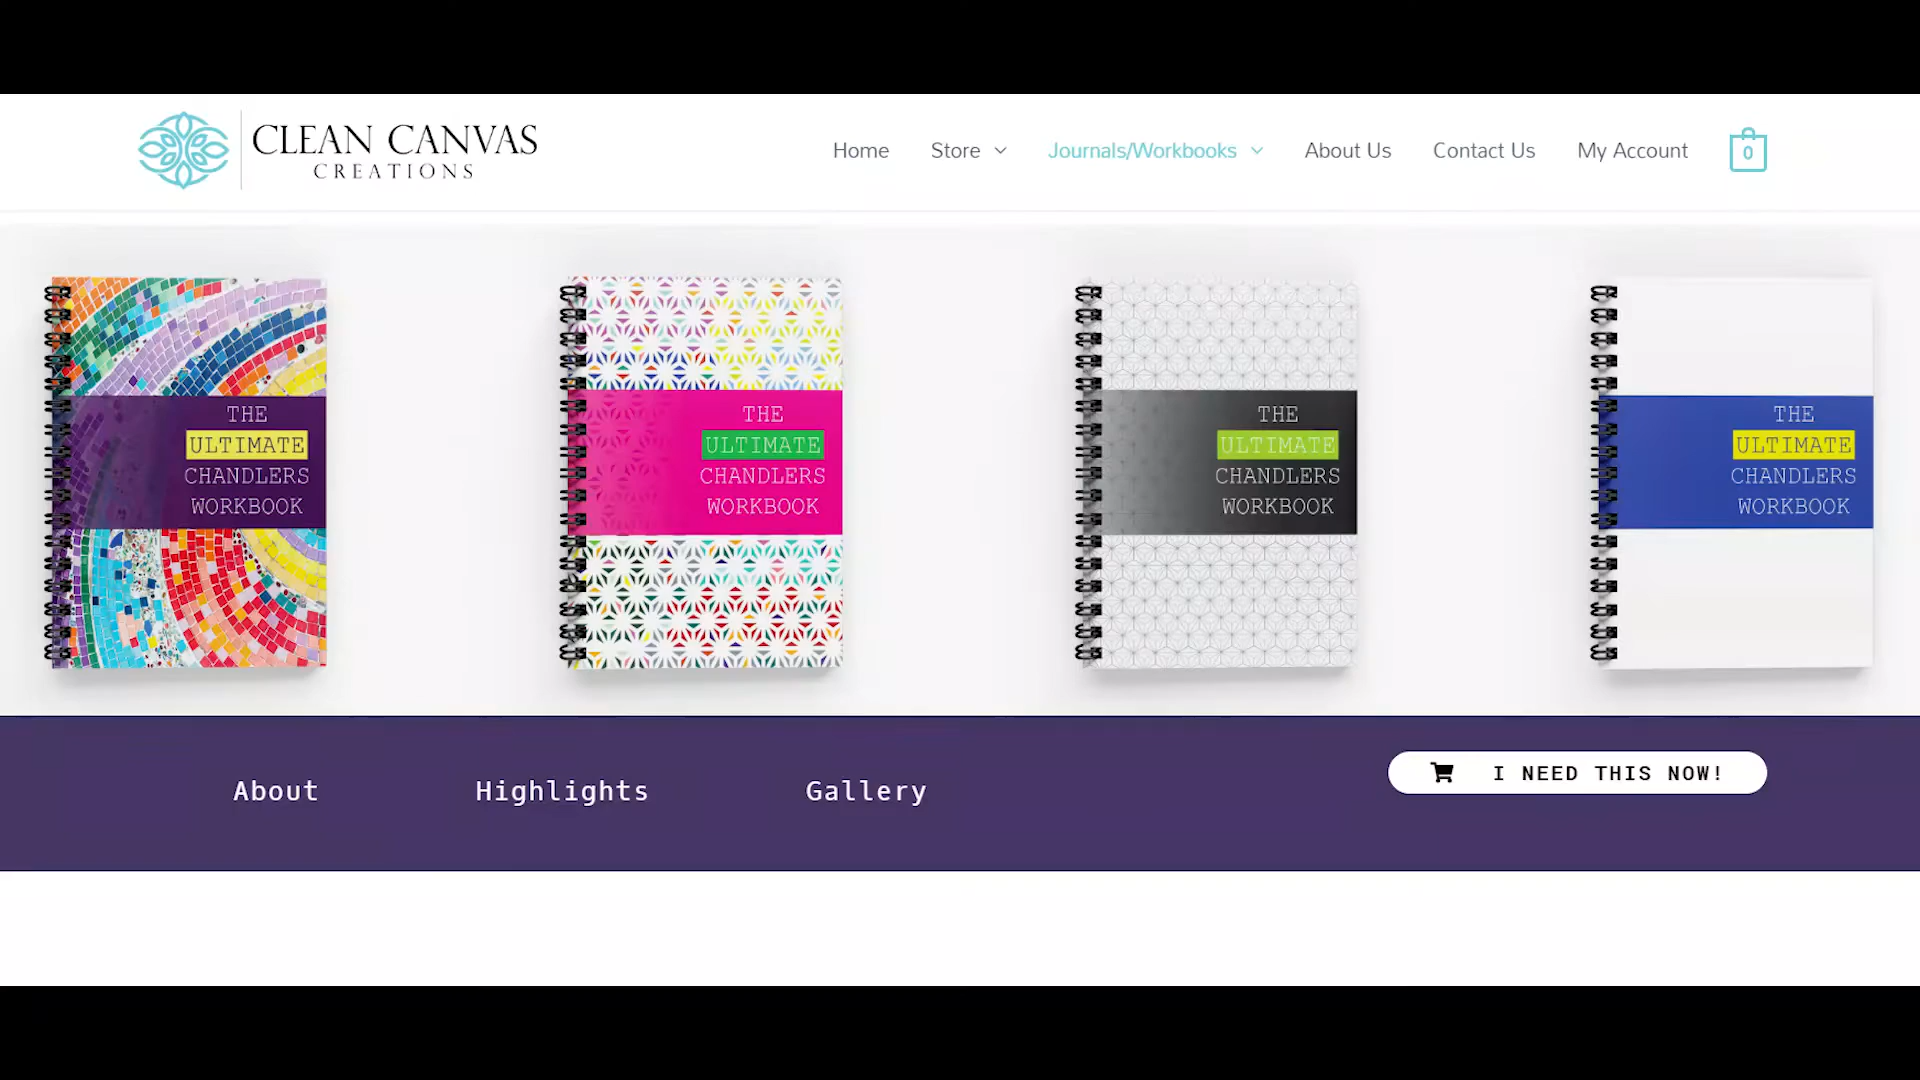 CLEAN CANVAS
CREATIONS
Home
Store
Journals/Workbooks
About Us
Contact Us
My Account
0
THE
ULTIMATE
CHANDLERS
WORKBOOK
THE
ULTIMATE
CHANDLERS
WORKBOOK
THE
ULTIMATE
CHANDLERS
WORKBOOK
THE
ULTIMATE
CHANDLERS
WORKBOOK
About
Highlights
Gallery
I NEED THIS NOW!